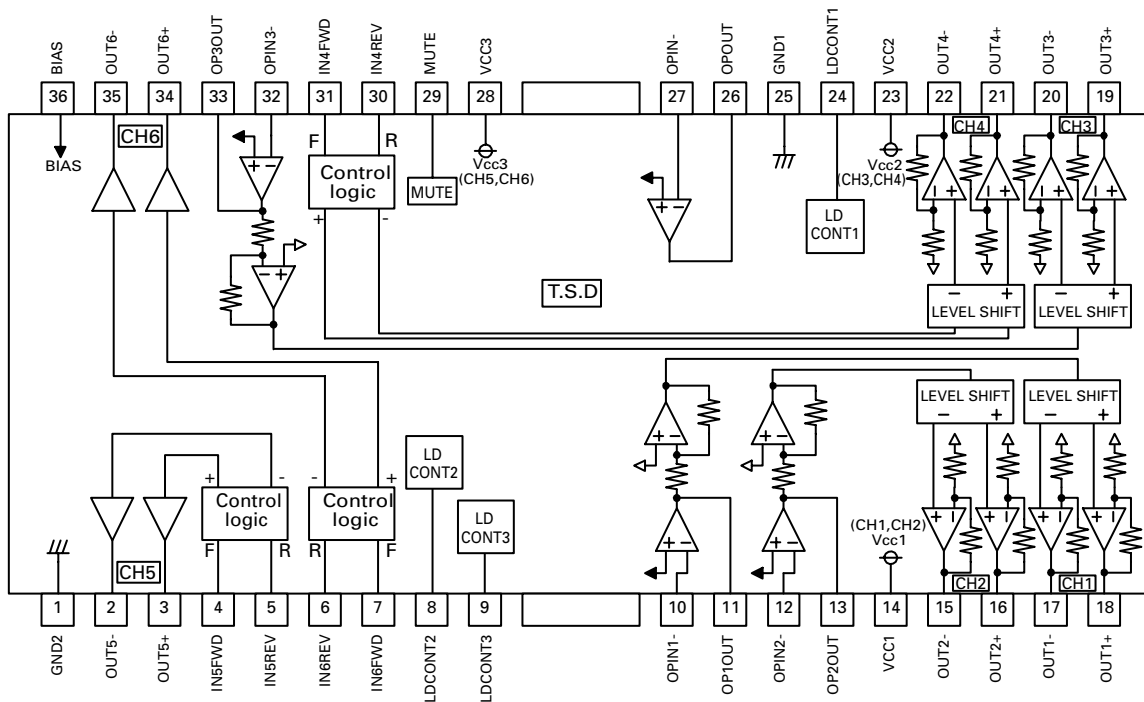 BIAS
OUT6-
OUT6+
OP3OUT
OPIN3-
IN4FWD
IN4REV
MUTE
VCC3
OPIN-
OPOUT
GND1
LDCONT1
VCC2
OUT4-
OUT4+
OUT3-
OUT3+
36 35 34 33 32 31 30 29 28 27 26 25 24 23 22 21 20 19
CH6
F R
CH4
CH3
BIAS
Control
logic
+ -
MUTE
Vcc3
(CH5,CH6)
+ -
+ -
LD
CONT1
Vcc2
(CH3,CH4)
- +
- +
- +
- +
- +
T.S.D
- +
LEVEL SHIFT
- +
LEVEL SHIFT
LEVEL SHIFT
- +
LEVEL SHIFT
- +
+ -
+ -
LD
CONT2
+ -
Control
logic
F R
- +
Control
logic
R F
LD
CONT3
+ -
+ -
(CH1,CH2)
Vcc1
+ -
+ -
+ -
+ -
CH5
CH2
CH1
1 2 3 4 5 6 7 8 9 10 11 12 13 14 15 16 17 18
GND2
OUT5-
OUT5+
IN5FWD
IN5REV
IN6REV
IN6FWD
LDCONT2
LDCONT3
OPIN1-
OP1OUT
OPIN2-
OP2OUT
VCC1
OUT2-
OUT2+
OUT1-
OUT1+